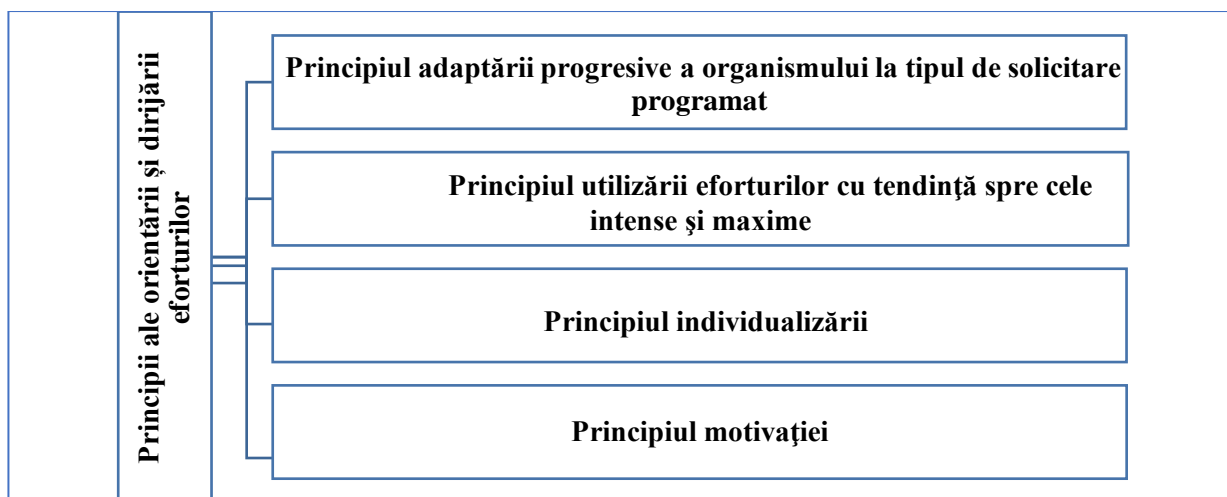 Principii ale orientării și dirijării
eforturilor
Principiul adaptării progresive a organismului la tipul de solicitare
programat
Principiul utilizării eforturilor cu tendinţă spre cele
intense şi maxime
Principiul individualizării
Principiul motivaţiei